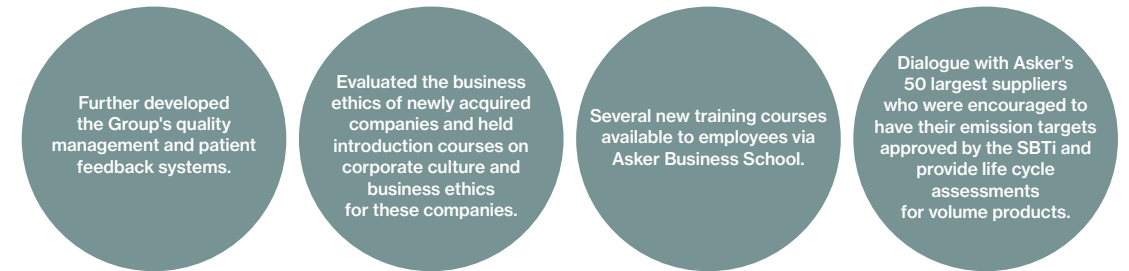 Further developed
the Group's quality
management and patient
feedback systems.
Evaluated the business
ethics of newly acquired
companies and held
introduction courses on
corporate culture and
business ethics
for these companies.
Several new training courses
available to employees via
Asker Business School.
Dialogue with Asker’s
50 largest suppliers
who were encouraged to
have their emission targets
approved by the SBTi and
provide life cycle
assessments
for volume products.